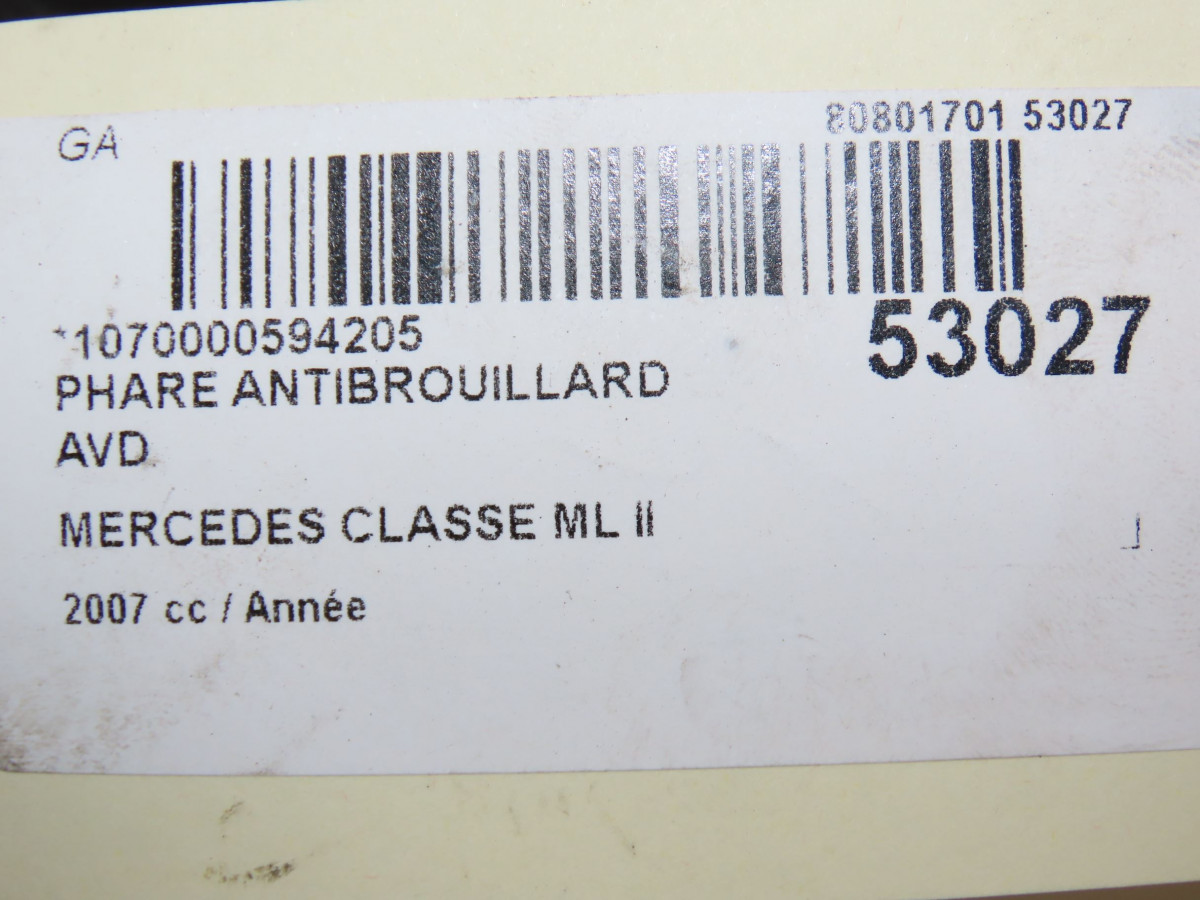 GA
80801701 53027
*1070000594205
53027
PHARE ANTIBROUILLARD
AVD
MERCEDES CLASSE ML II
2007 cc / Année